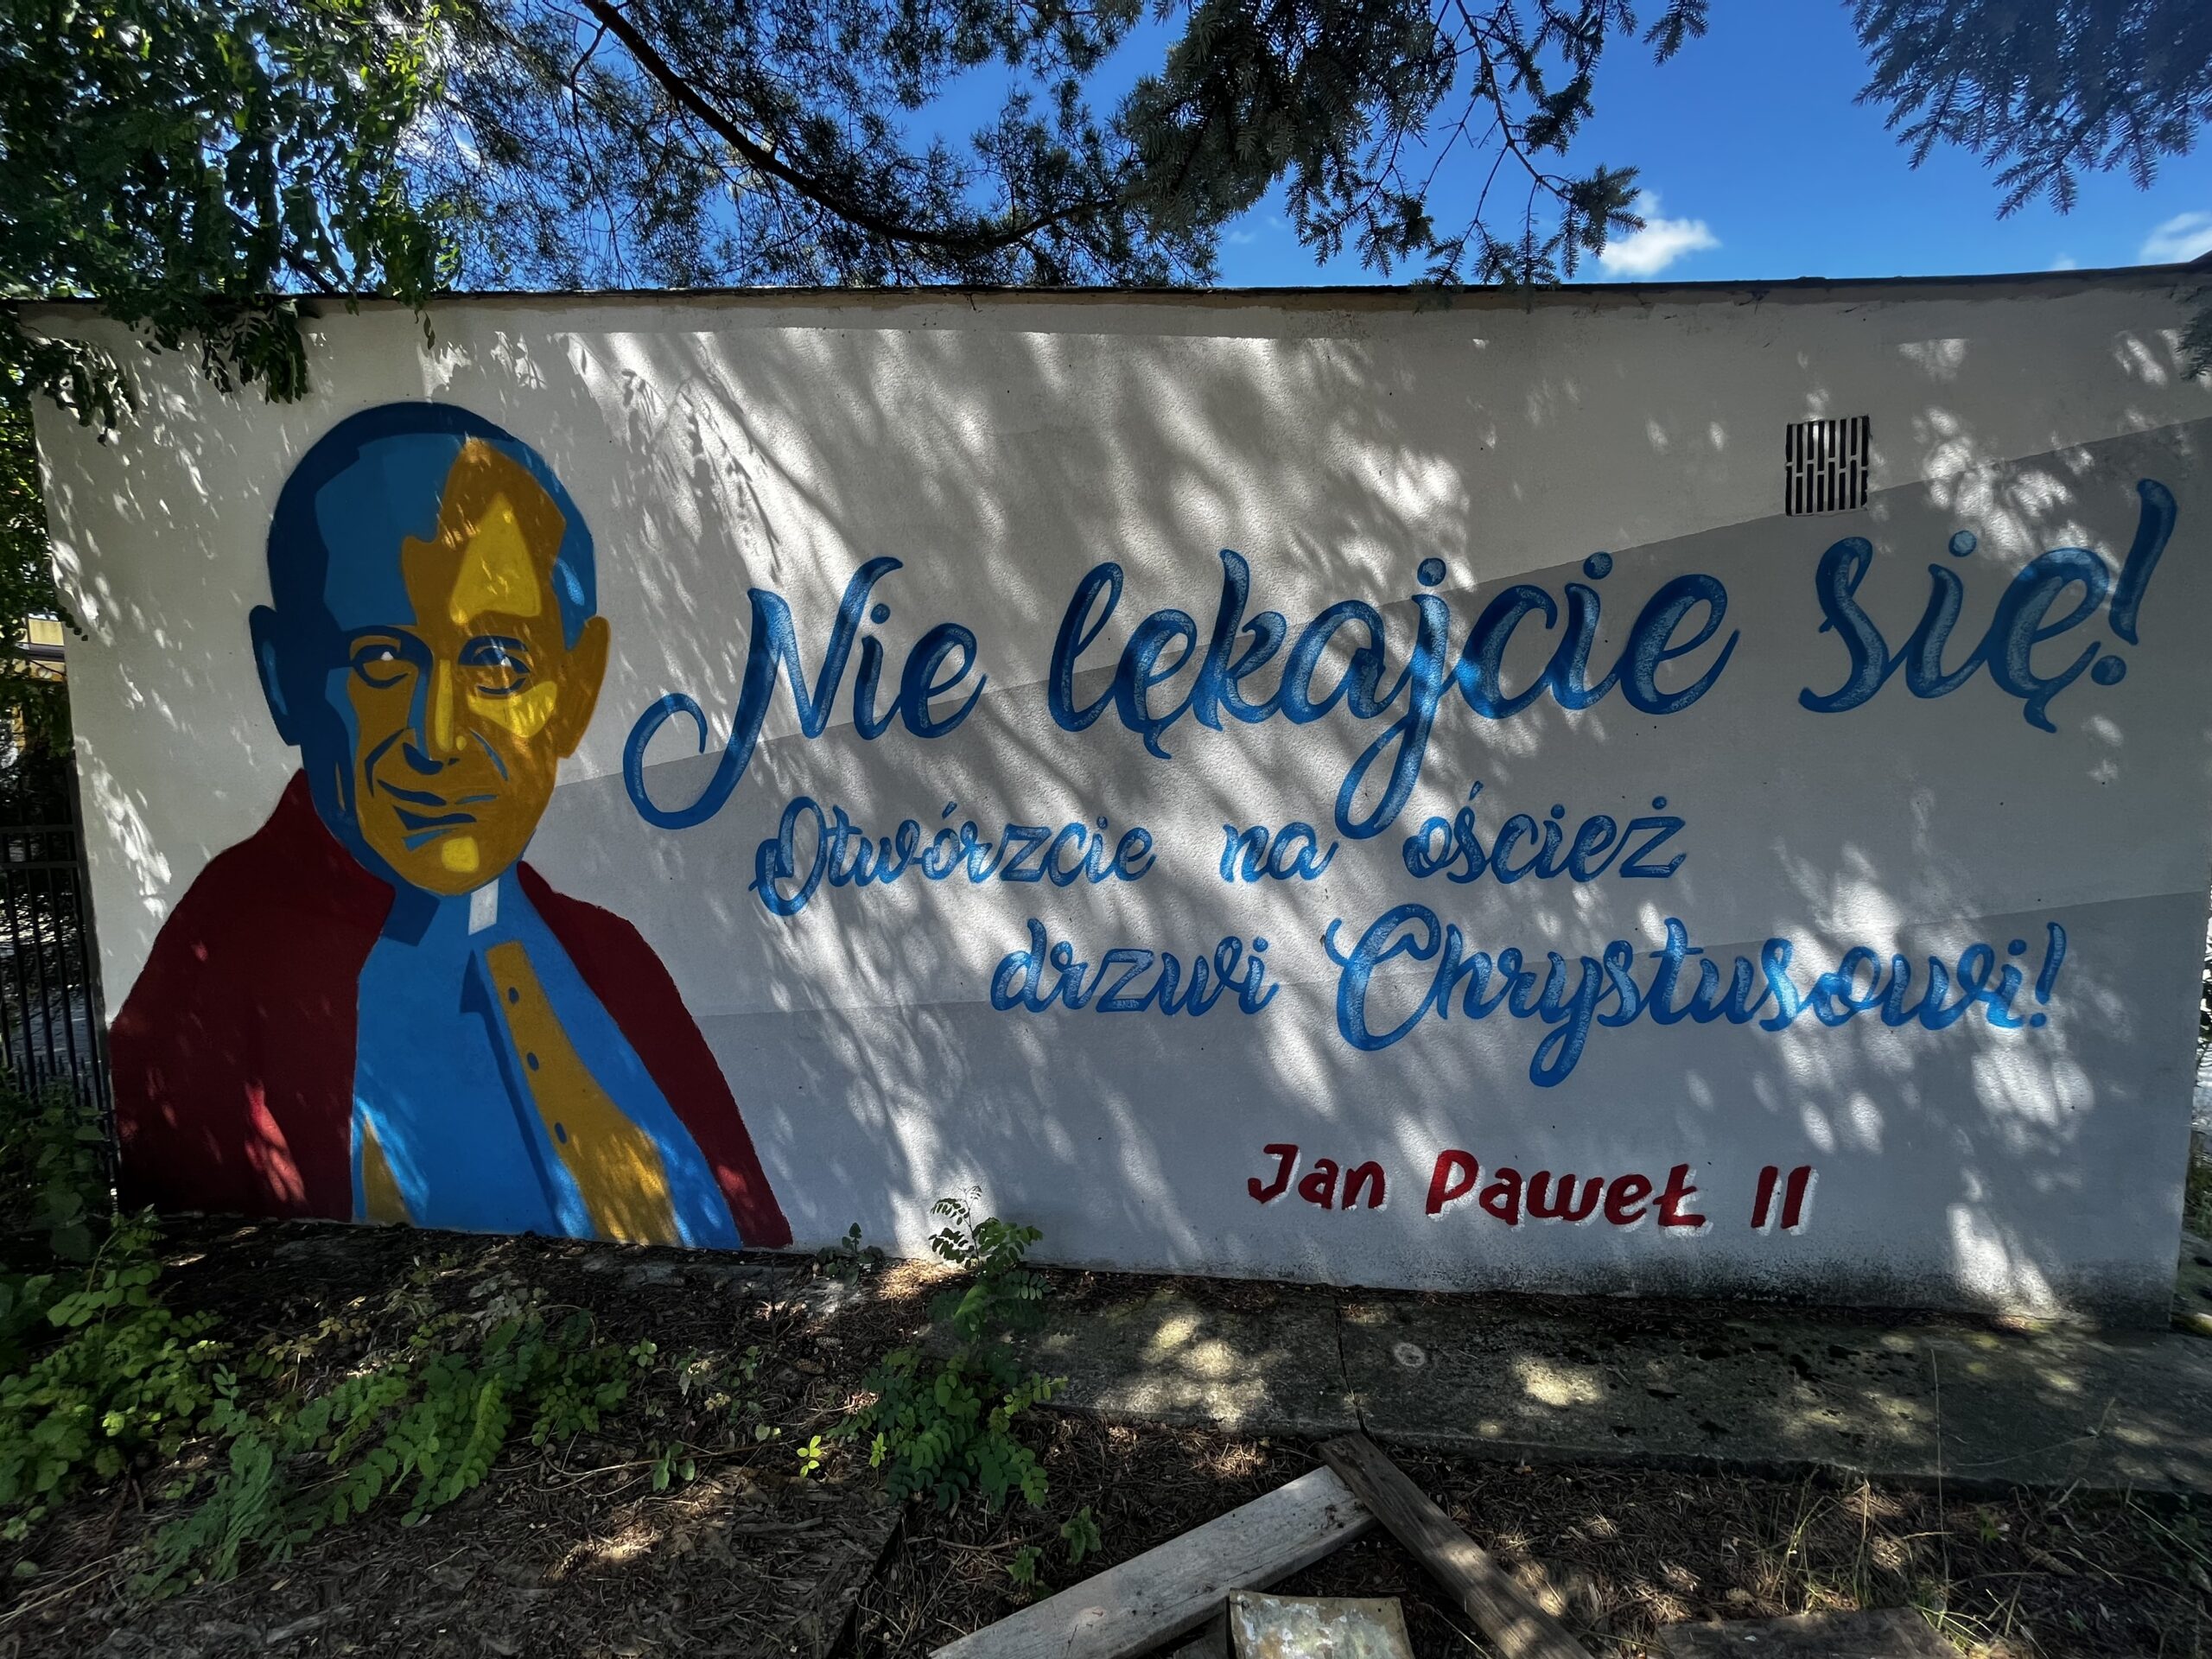 Nie lękajcie się!
Otwórzcie na oścież
drzwi Chrystusowi!
Jan Paweł II